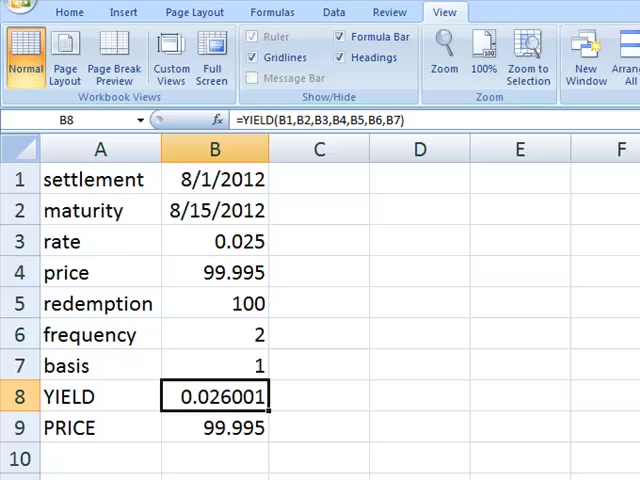 Home Insert Page Layout Formulas Data Review View
Ruler Formula Bar
Gridlines Headings
Message Bar
Normal Page Layout Page Break Preview Custom Views Full Screen Zoom 100% Zoom to Selection New Window Arrange All
Workbook Views Show/Hide Zoom
B8 fx =YIELD(B1,B2,B3,B4,B5,B6,B7)
A B C D E F
1 settlement 8/1/2012
2 maturity 8/15/2012
3 rate 0.025
4 price 99.995
5 redemption 100
6 frequency 2
7 basis 1
8 YIELD 0.026001
9 PRICE 99.995
10